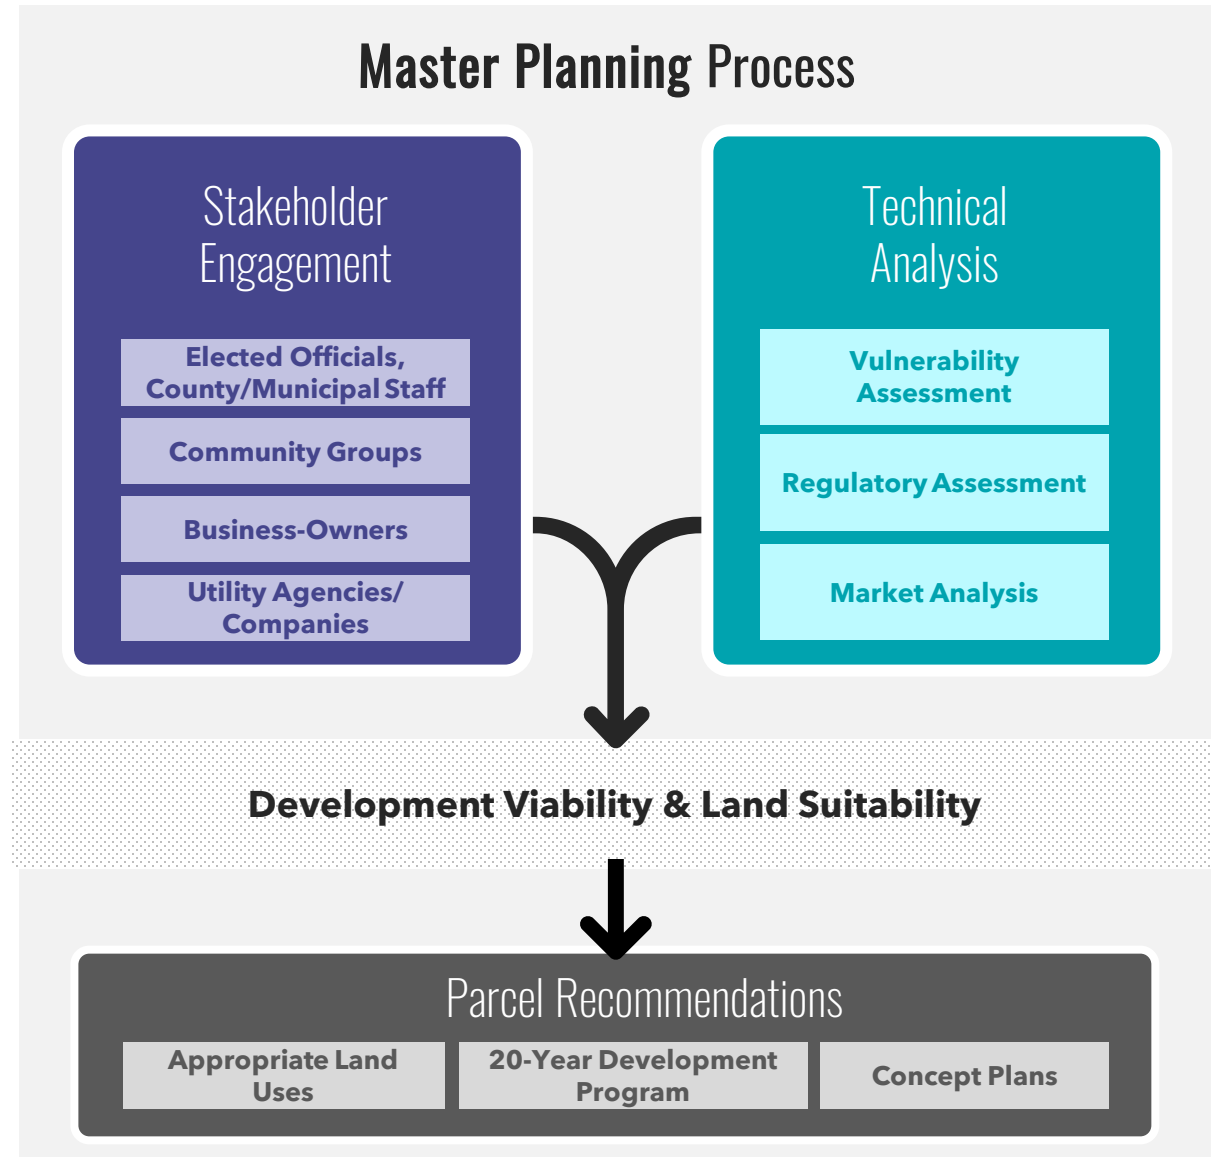 Master Planning Process
Stakeholder
Engagement
Elected Officials,
County/Municipal Staff
Community Groups
Business-Owners
Utility Agencies/
Companies
Technical
Analysis
Vulnerability
Assessment
Regulatory Assessment
Market Analysis
Development Viability & Land Suitability
Parcel Recommendations
Appropriate Land
Uses
20-Year Development
Program
Concept Plans